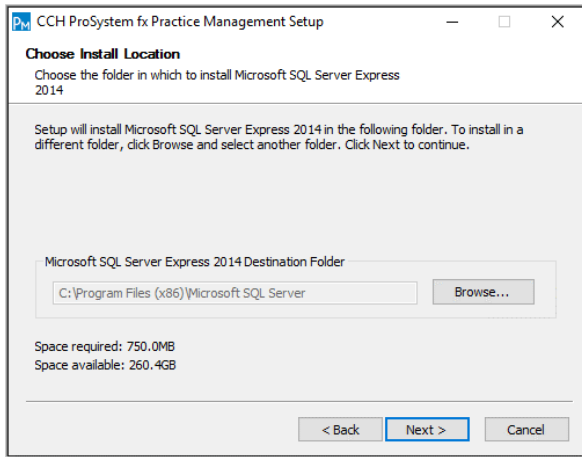 PM CCH ProSystem fx Practice Management Setup
Choose Install Location
Choose the folder in which to install Microsoft SQL Server Express
2014
Setup will install Microsoft SQL Server Express 2014 in the following folder. To install in a
different folder, click Browse and select another folder. Click Next to continue.
Microsoft SQL Server Express 2014 Destination Folder
C:\Program Files (x86)\Microsoft SQL Server
Browse...
Space required: 750.0MB
Space available: 260.4GB
< Back
Next >
Cancel